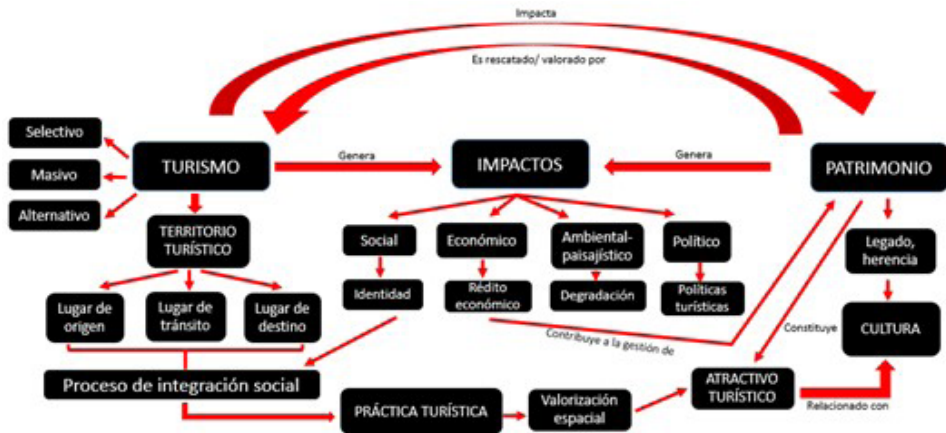 Impacta
Es rescatado/ valorado por
Selectivo
Masivo
Alternativo
TURISMO
Genera
IMPACTOS
Genera
PATRIMONIO
TERRITORIO
TURÍSTICO
Social
Económico
Ambiental-
paisajístico
Político
Legado,
herencia
Lugar de
origen
Lugar de
tránsito
Lugar de
destino
Identidad
Rédito
económico
Degradación
Políticas
turísticas
Contribuye a la gestión de
Constituye
CULTURA
Proceso de integración social
PRÁCTICA TURÍSTICA
Valorización
espacial
ATRACTIVO
TURÍSTICO
Relacionado con